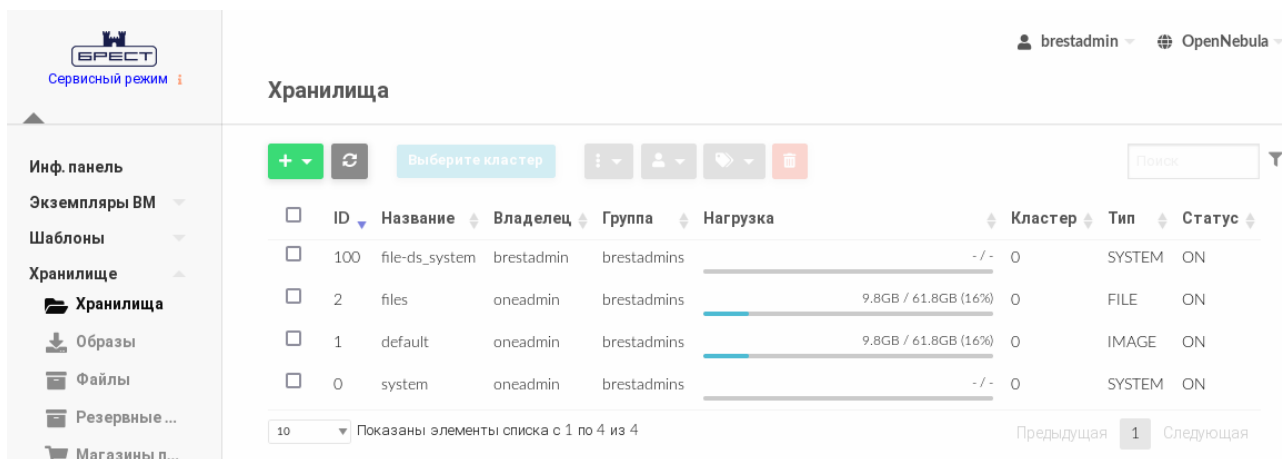 БРЕСТ
Сервисный режим i
brestadmin OpenNebula
Хранилища
Инф. панель
Экземпляры ВМ
Шаблоны
Хранилище
Хранилища
Образы
Файлы
Резервные ...
Магазины п...
+ Выберите кластер Поиск
ID Название Владелец Группа Нагрузка Кластер Тип Статус
100 file-ds_system brestadmin brestadmins - / - 0 SYSTEM ON
2 files oneadmin brestadmins 9.8GB / 61.8GB (16%) 0 FILE ON
1 default oneadmin brestadmins 9.8GB / 61.8GB (16%) 0 IMAGE ON
0 system oneadmin brestadmins - / - 0 SYSTEM ON
10 Показаны элементы списка с 1 по 4 из 4 Предыдущая 1 Следующая